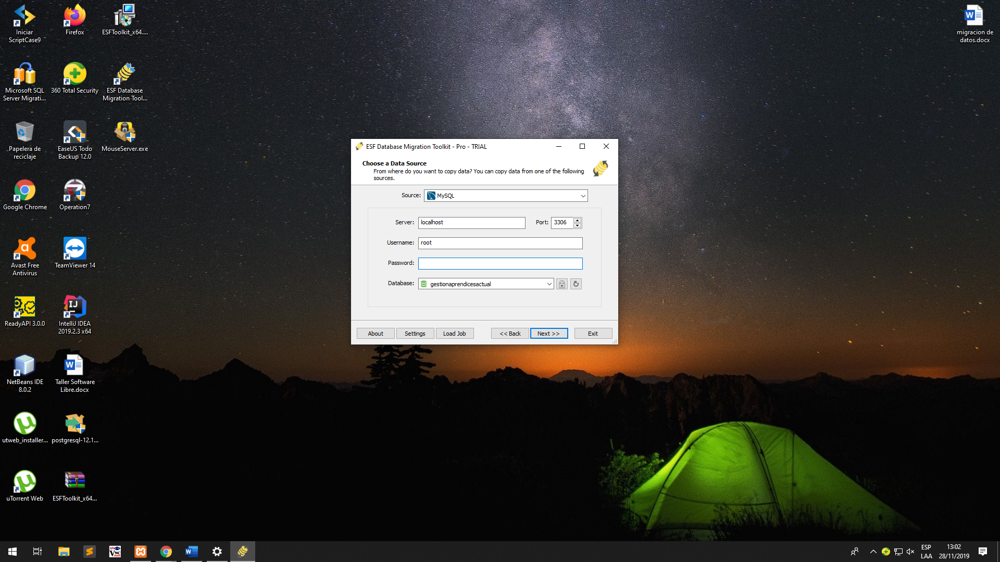 Iniciar
ScriptCase9
Firefox
ESFToolkit_x64....
migracion de
datos.docx
Microsoft SQL
Server Migrati...
360 Total Security
ESF Database
Migration Tool...
Papelera de
reciclaje
EaseUS Todo
Backup 12.0
MouseServer.exe
Google Chrome
Operation7
Avast Free
Antivirus
TeamViewer 14
ReadyAPI 3.0.0
IntelliJ IDEA
2019.2.3 x64
NetBeans IDE
8.0.2
Taller Software
Libre.docx
utweb_installer...
postgresql-12.1...
uTorrent Web
ESFToolkit_x64...
ESF Database Migration Toolkit - Pro - TRIAL
Choose a Data Source
From where do you want to copy data? You can copy data from one of the following
sources.
Source: MySQL
Server: localhost Port: 3306
Username: root
Password:
Database: gestionaprendicesactual
About Settings Load Job << Back Next >> Exit
ESP
LAA
13:02
28/11/2019